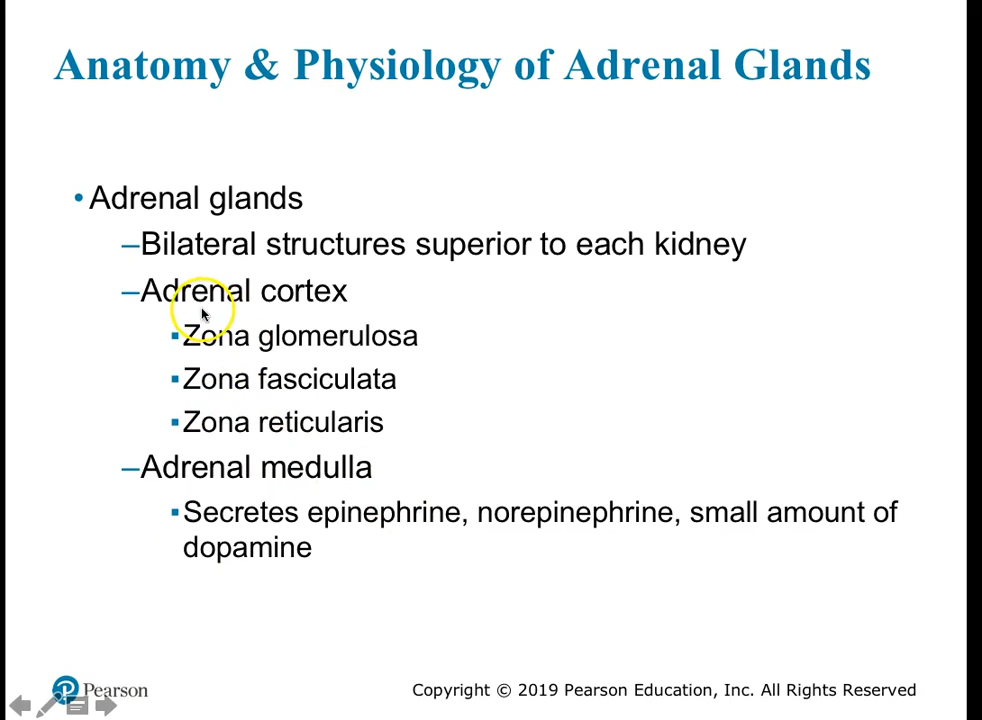 Anatomy & Physiology of Adrenal Glands
• Adrenal glands
–Bilateral structures superior to each kidney
–Adrenal cortex
▪Zona glomerulosa
▪Zona fasciculata
▪Zona reticularis
–Adrenal medulla
▪Secretes epinephrine, norepinephrine, small amount of
dopamine
Pearson
Copyright © 2019 Pearson Education, Inc. All Rights Reserved